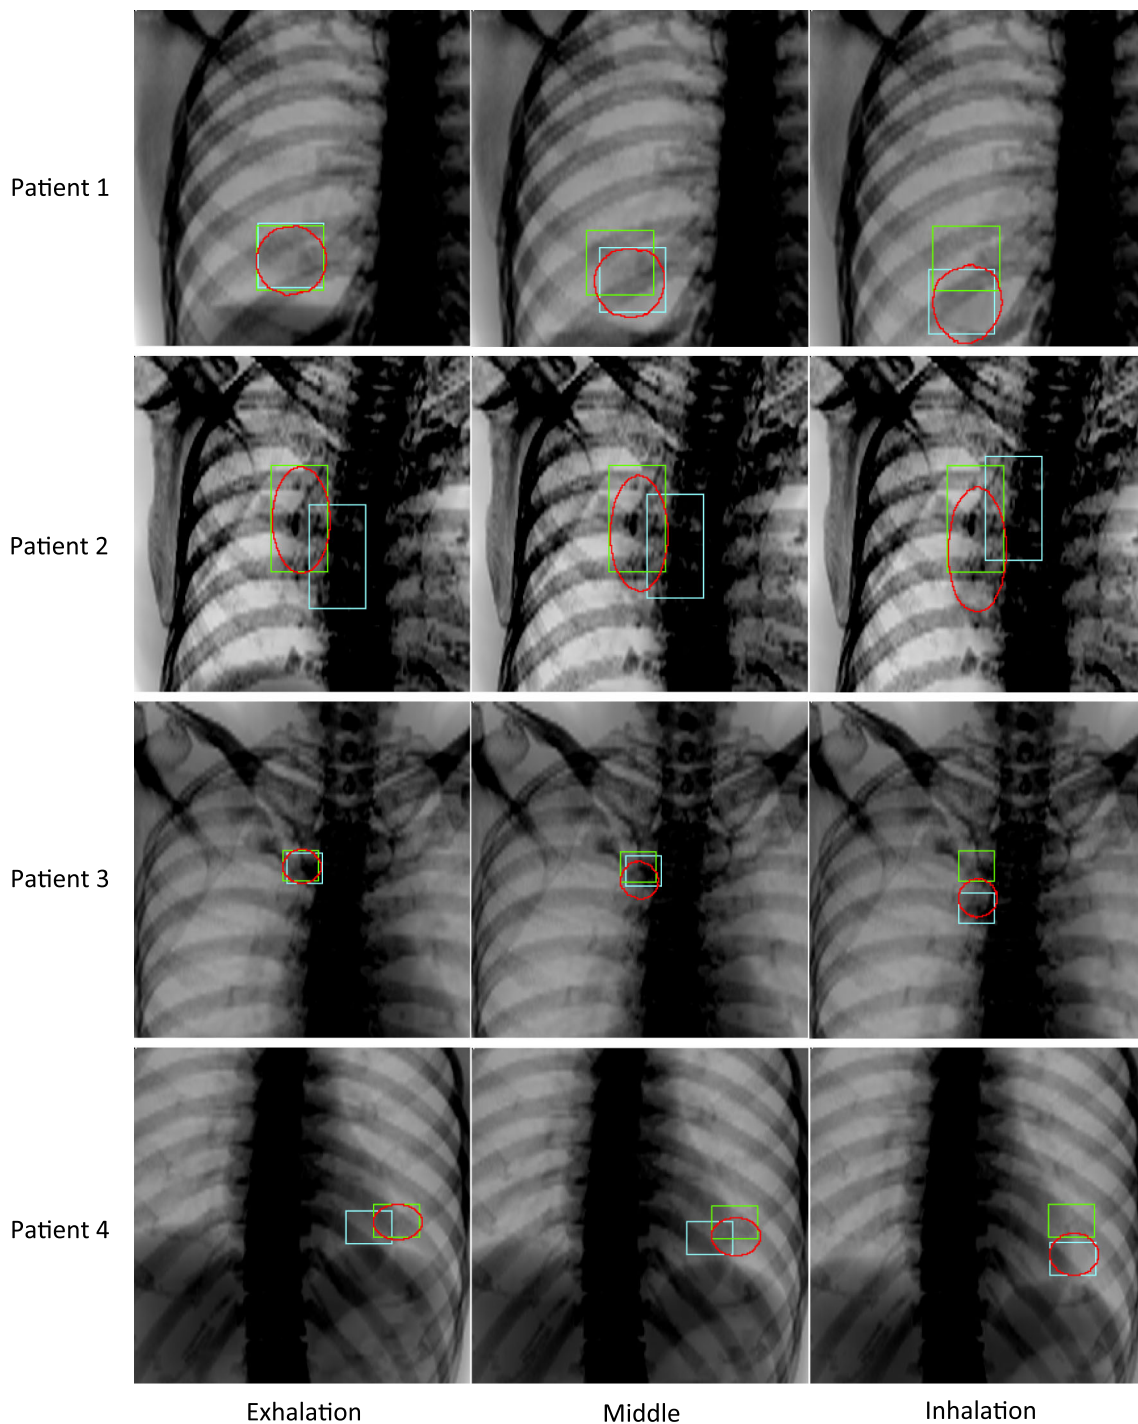 Patient 1
Patient 2
Patient 3
Patient 4
Exhalation
Middle
Inhalation